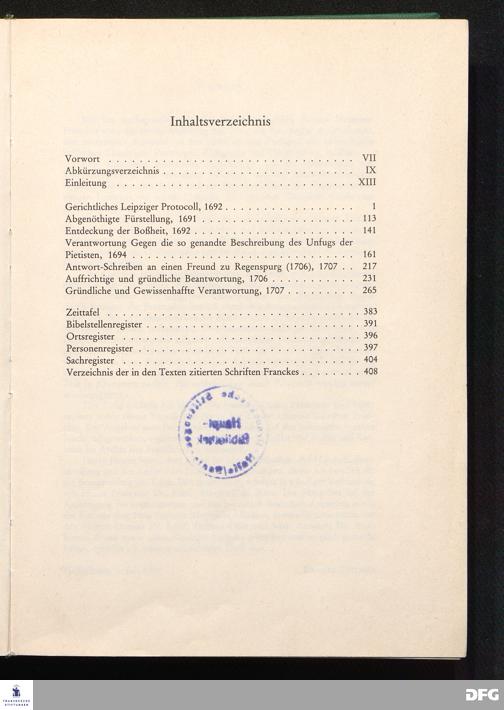 Inhaltsverzeichnis
Vorwort . . . . . . . . . . . . . . . . . . . . . . . . . . . . . . . VII
Abkürzungsverzeichnis . . . . . . . . . . . . . . . . . . . . . . . . IX
Einleitung . . . . . . . . . . . . . . . . . . . . . . . . . . . . . . XIII
Gerichtliches Leipziger Protocoll, 1692 . . . . . . . . . . . . . . . . 1
Abgenöthigte Fürstellung, 1691 . . . . . . . . . . . . . . . . . . . 113
Entdeckung der Boßheit, 1692 . . . . . . . . . . . . . . . . . . . . 141
Verantwortung Gegen die so genandte Beschreibung des Unfugs der
Pietisten, 1694 . . . . . . . . . . . . . . . . . . . . . . . . . . . . 161
Antwort-Schreiben an einen Freund zu Regenspurg (1706), 1707 . . 217
Auffrichtige und gründliche Beantwortung, 1706 . . . . . . . . . . 231
Gründliche und Gewissenhaffte Verantwortung, 1707 . . . . . . . . 265
Zeittafel . . . . . . . . . . . . . . . . . . . . . . . . . . . . . . . 383
Bibelstellenregister . . . . . . . . . . . . . . . . . . . . . . . . . . 391
Ortsregister . . . . . . . . . . . . . . . . . . . . . . . . . . . . . 396
Personenregister . . . . . . . . . . . . . . . . . . . . . . . . . . . 397
Sachregister . . . . . . . . . . . . . . . . . . . . . . . . . . . . . 404
Verzeichnis der in den Texten zitierten Schriften Franckes . . . . . . . . 408
Haupt-
Bibliothek
FRANCKESCHE
STIFTUNGEN
DFG